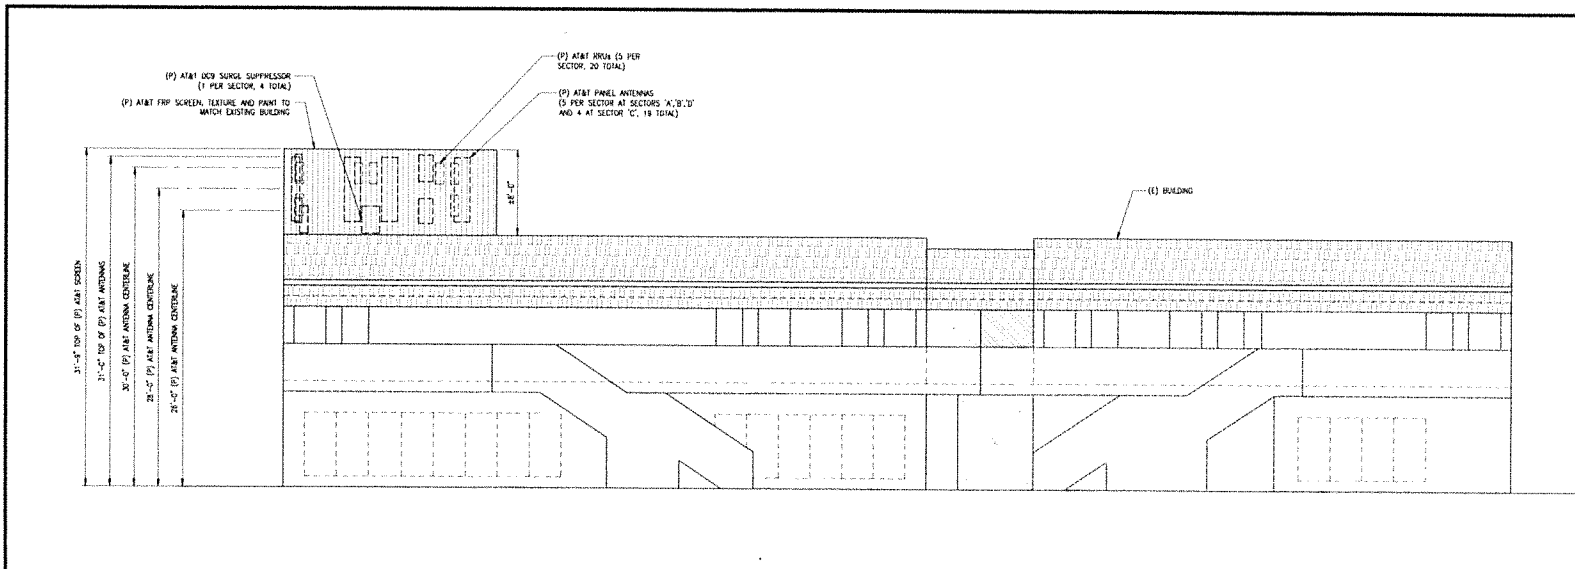 (P) AT&T RRUs (5 PER
SECTOR, 20 TOTAL)
(P) AT&T DC9 SURGE SUPPRESSOR
(1 PER SECTOR, 4 TOTAL)
(P) AT&T FRP SCREEN, TEXTURE AND PAINT TO
MATCH EXISTING BUILDING
(P) AT&T PANEL ANTENNAS
(5 PER SECTOR AT SECTORS 'A','B','D'
AND 4 AT SECTOR 'C', 19 TOTAL)
±8'-0"
(E) BUILDING
31'-9" TOP OF (P) AT&T SCREEN
31'-0" TOP OF (P) AT&T ANTENNAS
30'-0" (P) AT&T ANTENNA CENTERLINE
28'-0" (P) AT&T ANTENNA CENTERLINE
26'-0" (P) AT&T ANTENNA CENTERLINE